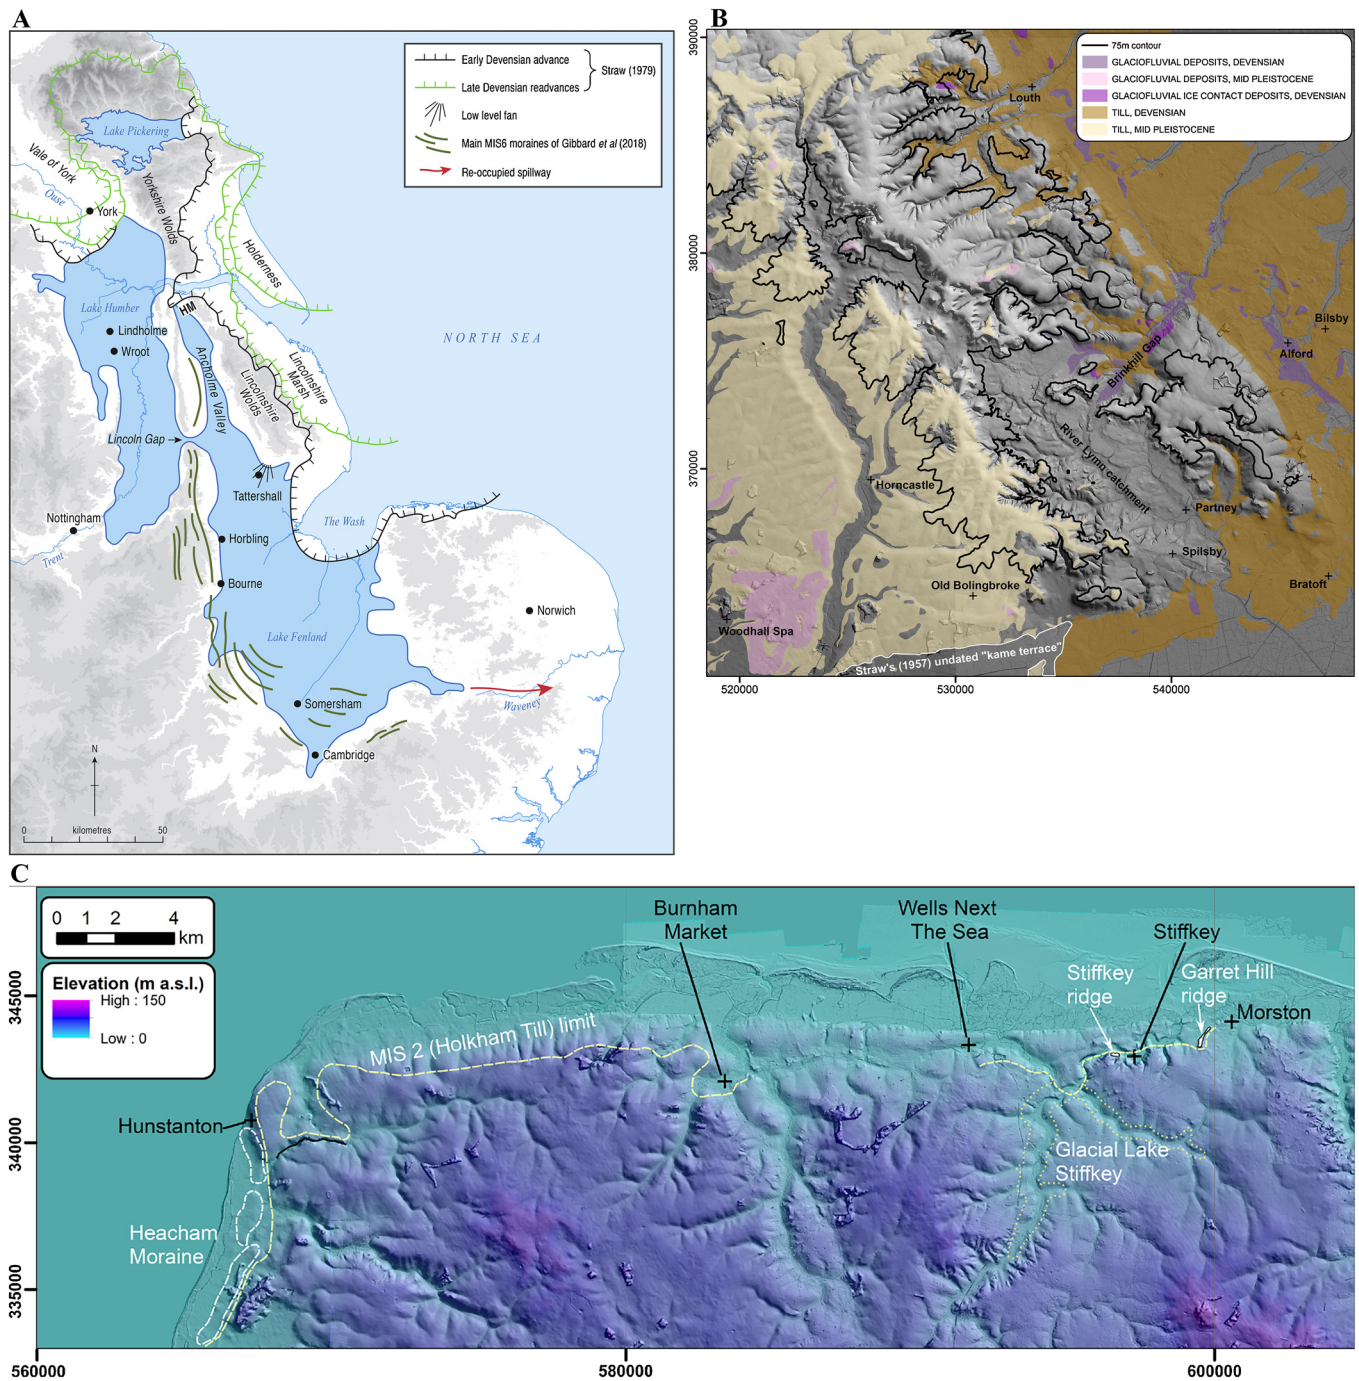 A
Early Devensian advance
Late Devensian readvances
Straw (1979)
Low level fan
Main MIS6 moraines of Gibbard et al (2018)
Re-occupied spillway
Lake Pickering
Vale of York
Ouse
York
Yorkshire Wolds
Holderness
HM
Lake Humber
Lindholme
Wroot
NORTH SEA
Ancholme Valley
Lincolnshire
Wolds
Lincolnshire
Marsh
Lincoln Gap
Tattershall
The Wash
Nottingham
Trent
Horbling
Bourne
Norwich
Lake Fenland
Somersham
Waveney
Cambridge
N
0 kilometres 50
B
390000
380000
370000
520000
530000
540000
75m contour
GLACIOFLUVIAL DEPOSITS, DEVENSIAN
GLACIOFLUVIAL DEPOSITS, MID PLEISTOCENE
GLACIOFLUVIAL ICE CONTACT DEPOSITS, DEVENSIAN
TILL, DEVENSIAN
TILL, MID PLEISTOCENE
Louth
Bilsby
Alford
Brinkhill Gap
River Lymn catchment
Horncastle
Partney
Spilsby
Old Bolingbroke
Bratoft
Woodhall Spa
Straw's (1957) undated "kame terrace"
C
0 1 2 4
km
Elevation (m a.s.l.)
High : 150
Low : 0
345000
340000
335000
560000
580000
600000
Burnham
Market
Wells Next
The Sea
Stiffkey
Stiffkey
ridge
Garret Hill
ridge
Morston
MIS 2 (Holkham Till) limit
Hunstanton
Glacial Lake
Stiffkey
Heacham
Moraine